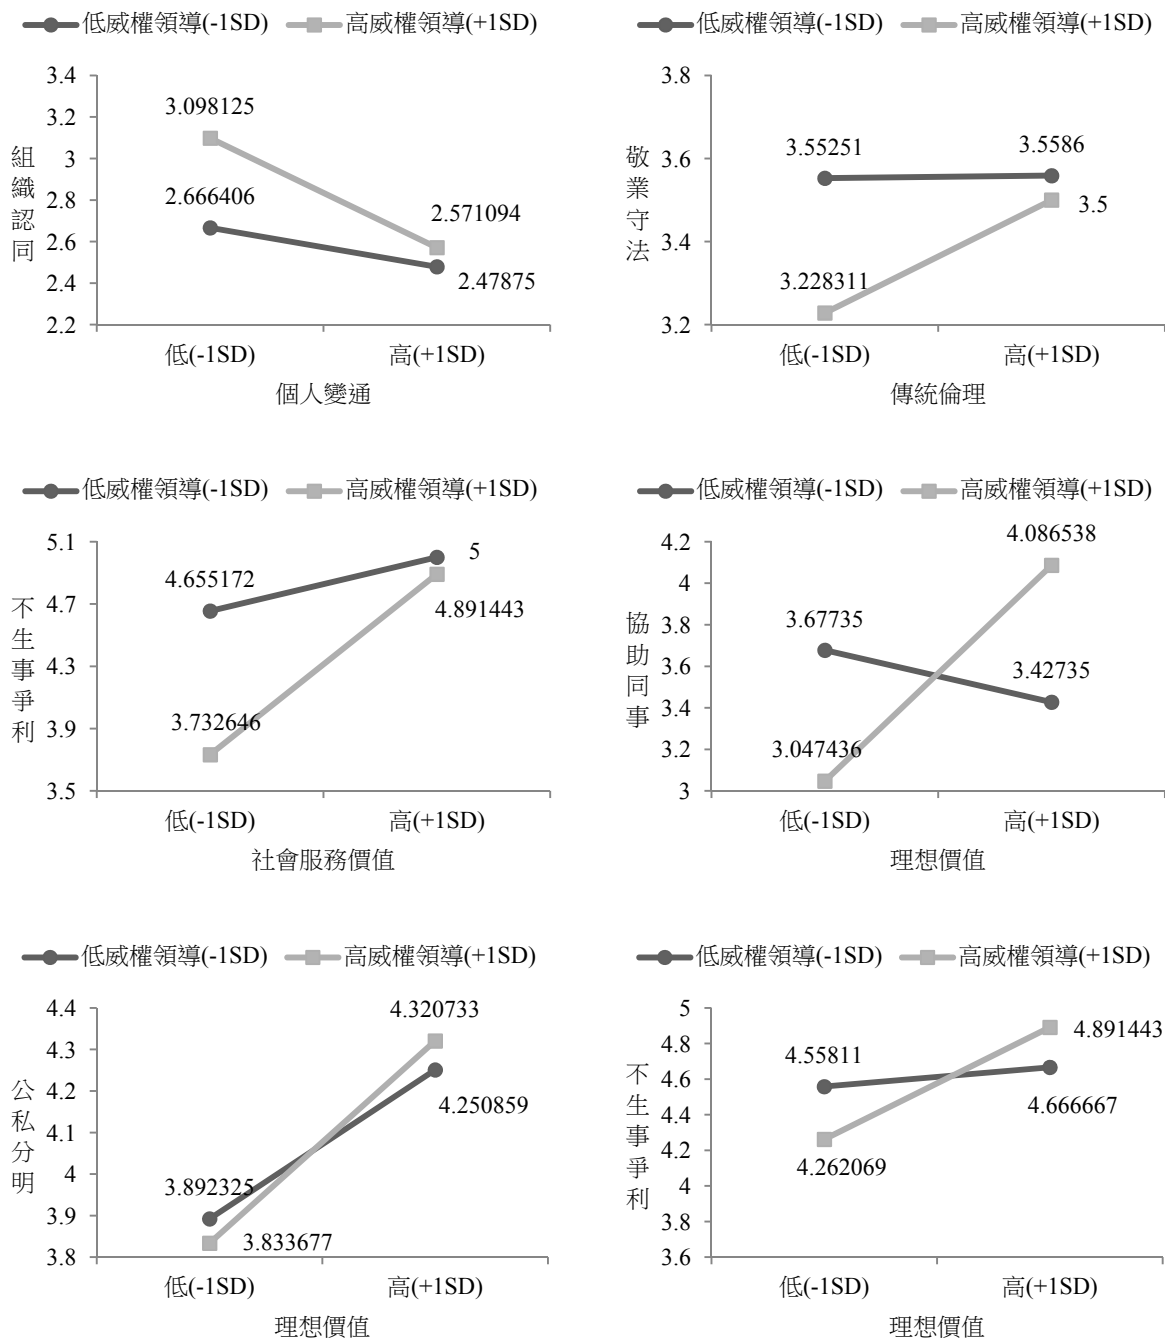 低威權領導(-1SD) 高威權領導(+1SD)
3.4
3.2
3
2.8
2.6
2.4
2.2
組織認同
3.098125
2.666406
2.571094
2.47875
低(-1SD) 高(+1SD)
個人變通
低威權領導(-1SD) 高威權領導(+1SD)
3.8
3.6
3.4
3.2
敬業守法
3.55251
3.5586
3.5
3.228311
低(-1SD) 高(+1SD)
傳統倫理
低威權領導(-1SD) 高威權領導(+1SD)
5.1
4.7
4.3
3.9
3.5
不生事爭利
4.655172
5
4.891443
3.732646
低(-1SD) 高(+1SD)
社會服務價值
低威權領導(-1SD) 高威權領導(+1SD)
4.2
4
3.8
3.6
3.4
3.2
3
協助同事
4.086538
3.67735
3.42735
3.047436
低(-1SD) 高(+1SD)
理想價值
低威權領導(-1SD) 高威權領導(+1SD)
4.4
4.3
4.2
4.1
4
3.9
3.8
公私分明
4.320733
4.250859
3.892325
3.833677
低(-1SD) 高(+1SD)
理想價值
低威權領導(-1SD) 高威權領導(+1SD)
5
4.8
4.6
4.4
4.2
4
3.8
3.6
不生事爭利
4.55811
4.891443
4.666667
4.262069
低(-1SD) 高(+1SD)
理想價值